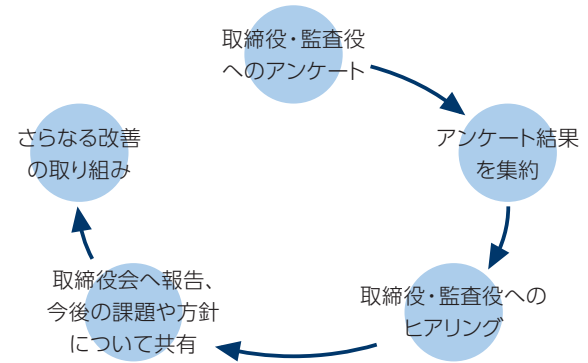 取締役・監査役
へのアンケート
アンケート結果
を集約
取締役・監査役への
ヒアリング
取締役会へ報告、
今後の課題や方針
について共有
さらなる改善
の取り組み